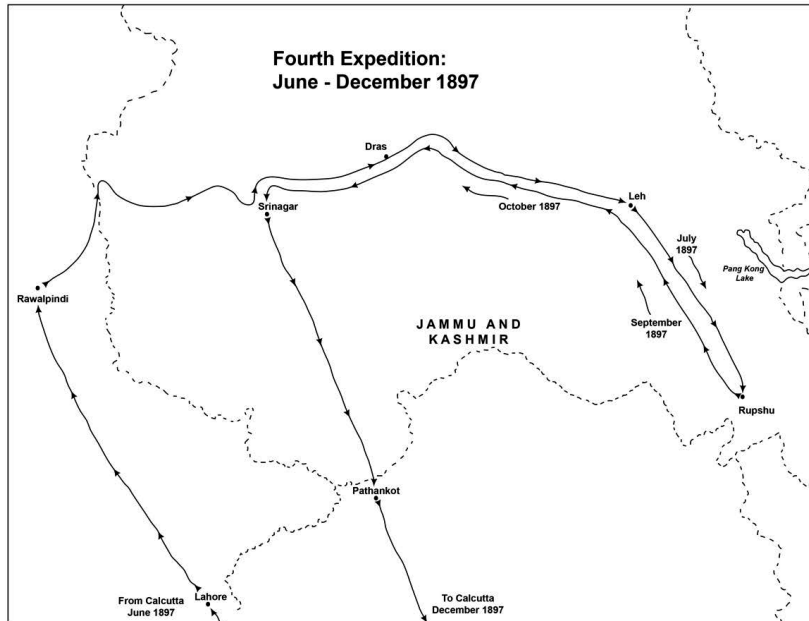 Fourth Expedition:
June - December 1897
Dras
Leh
Srinagar
October 1897
July
1897
Pang Kong
Lake
Rawalpindi
September
1897
JAMMU AND
KASHMIR
Rupshu
Pathankot
From Calcutta
June 1897
Lahore
To Calcutta
December 1897